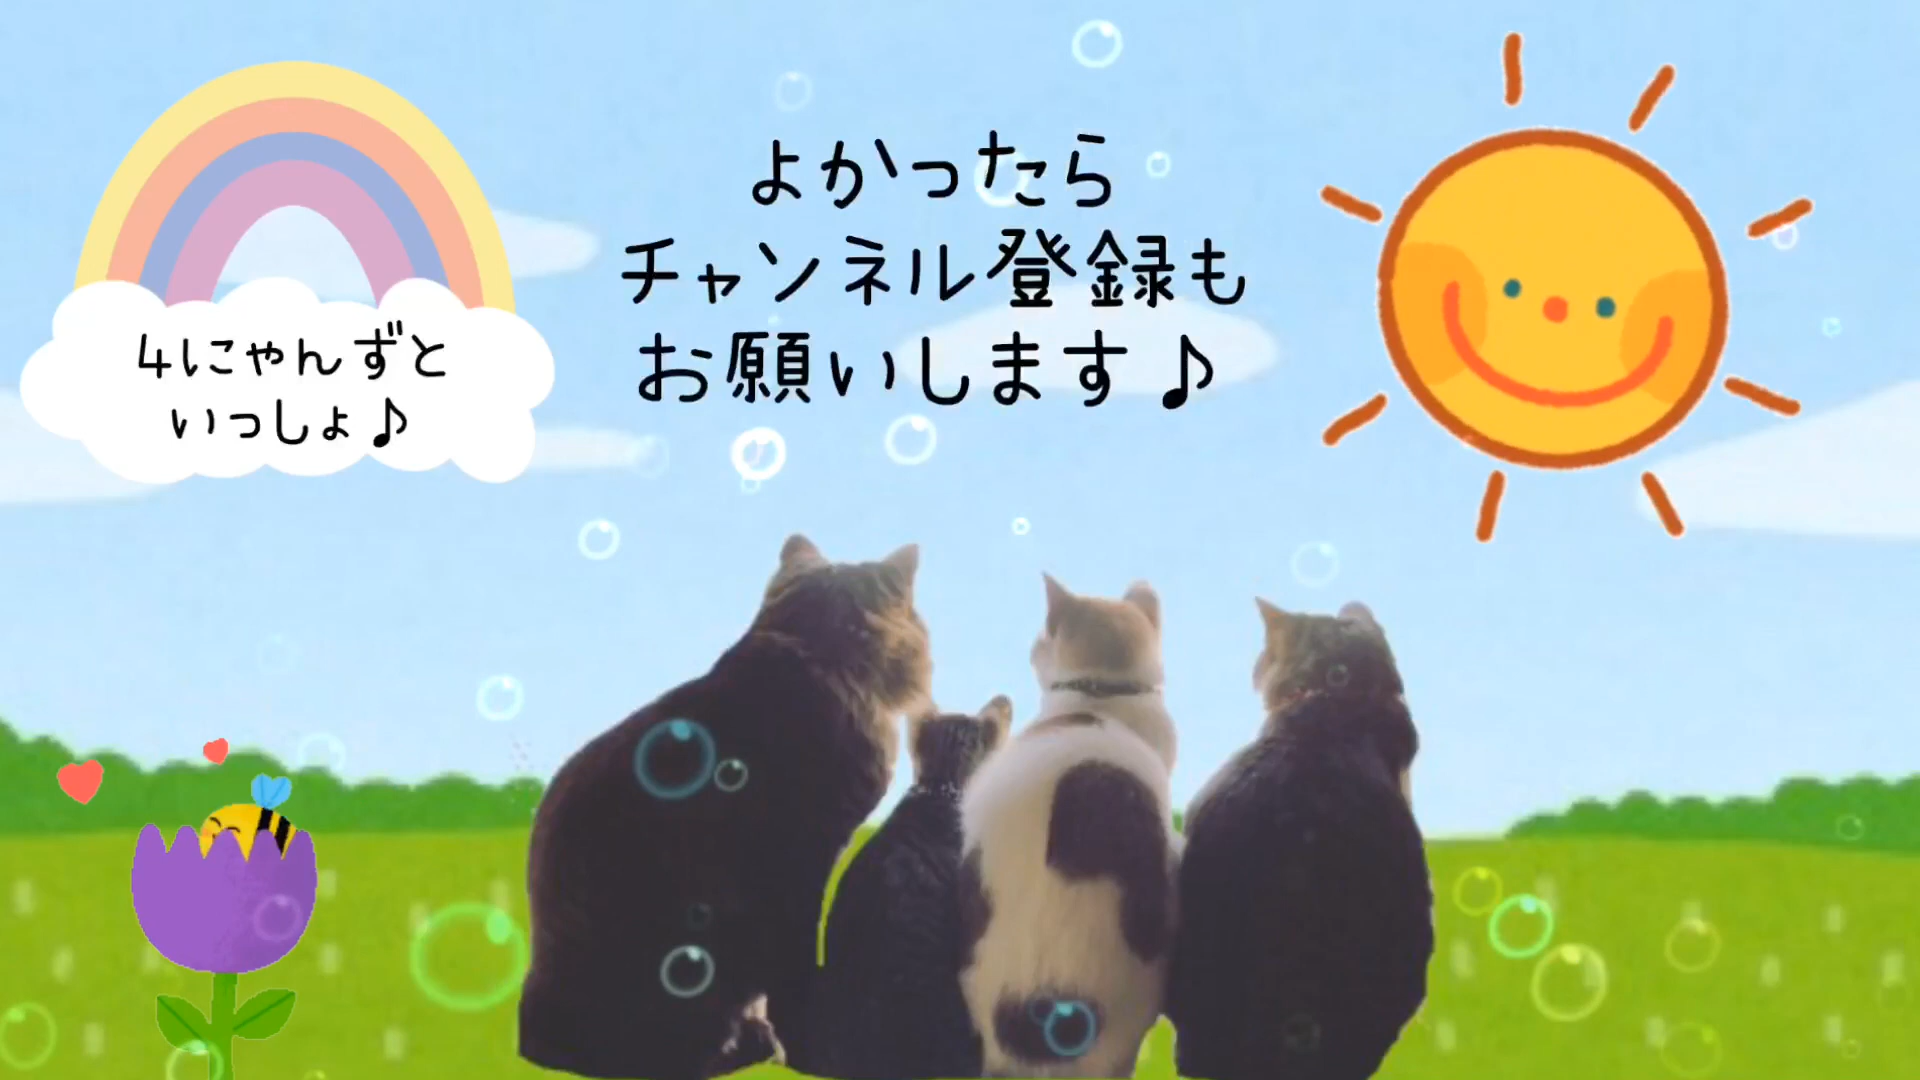 4にゃんずと
いっしょ♪
よかったら
チャンネル登録も
お願いします♪